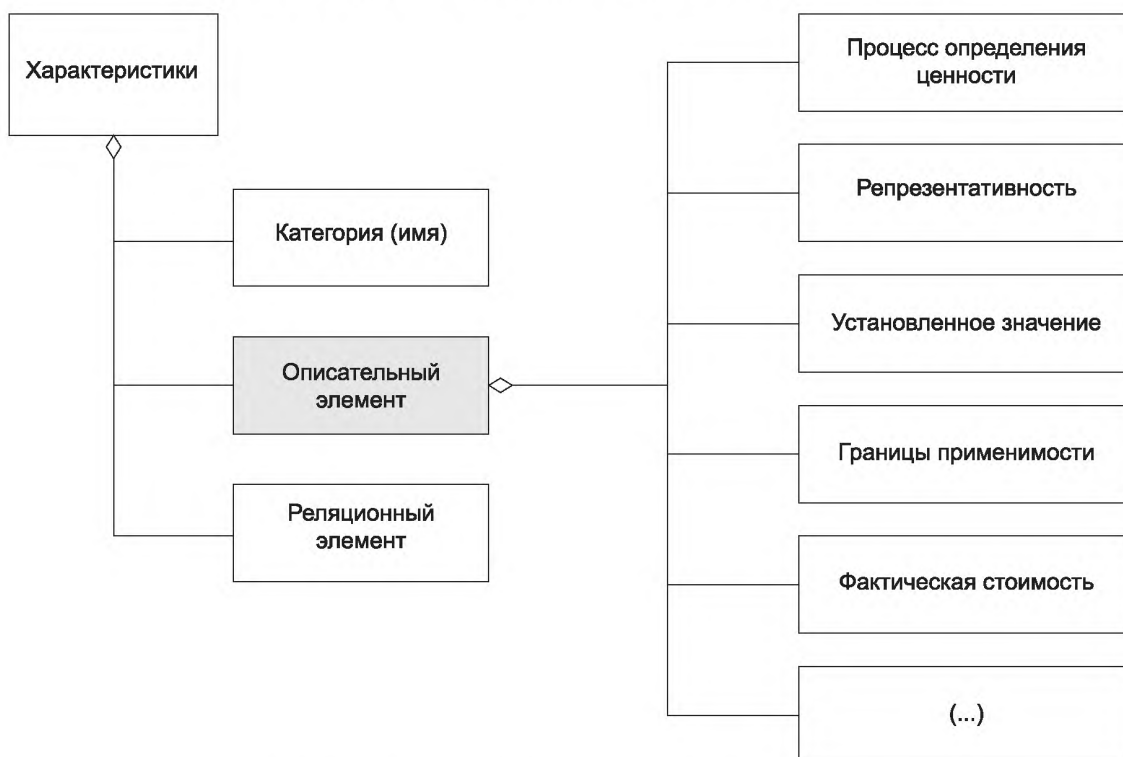 Характеристики
Категория (имя)
Описательный
элемент
Реляционный
элемент
Процесс определения
ценности
Репрезентативность
Установленное значение
Границы применимости
Фактическая стоимость
(...)